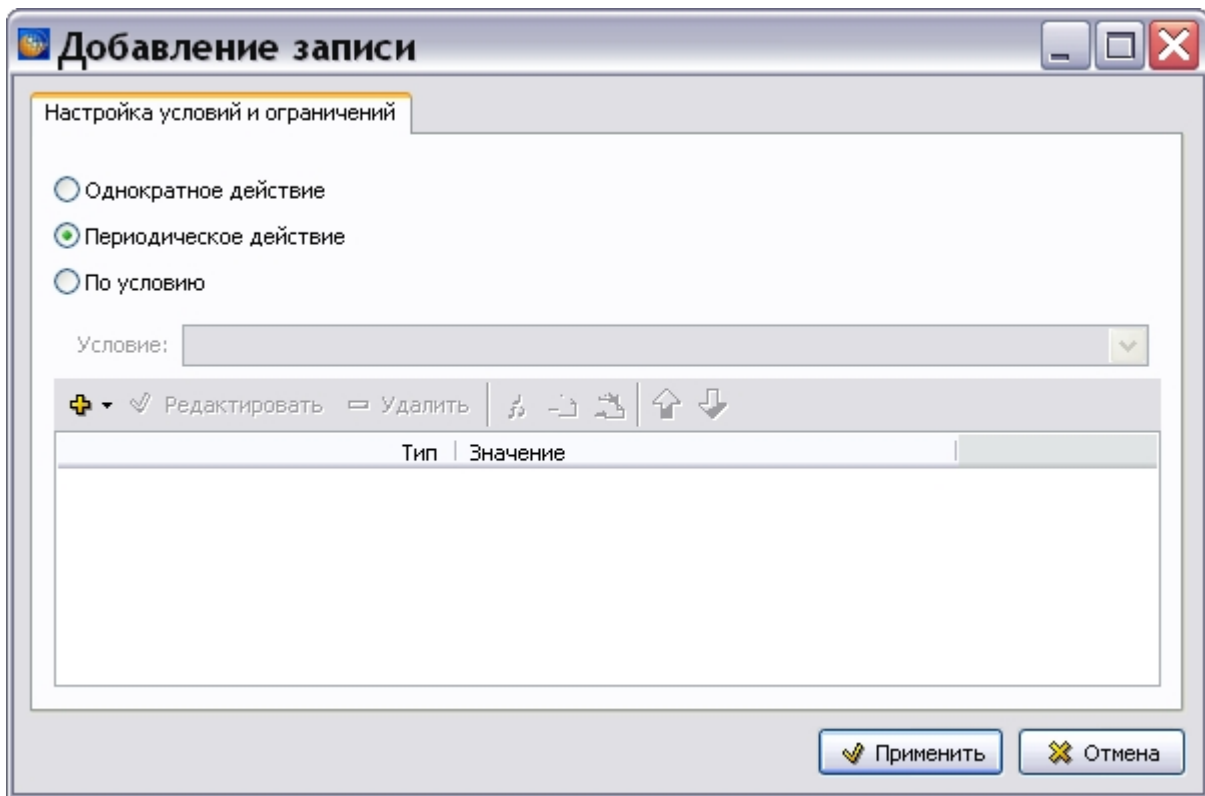 Добавление записи
Настройка условий и ограничений
Однократное действие
Периодическое действие
По условию
Условие:
Редактировать Удалить
Тип Значение
Применить Отмена